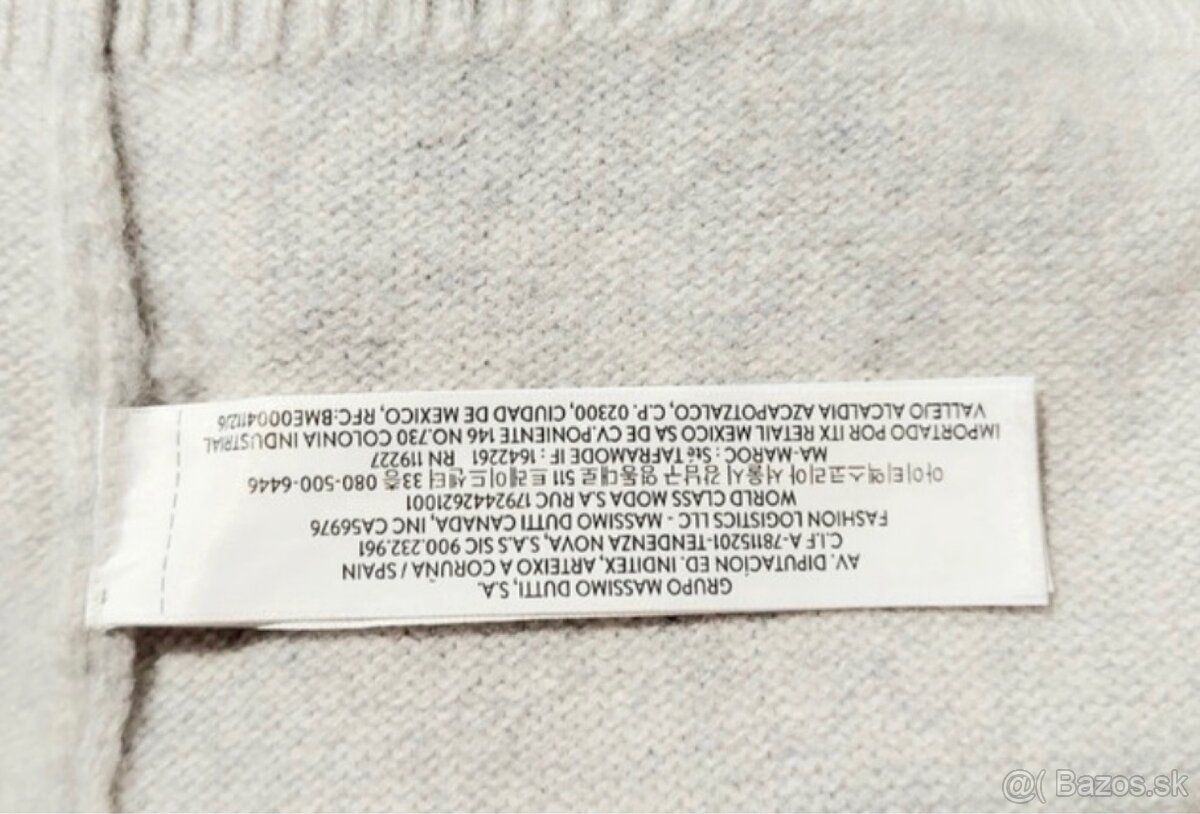 GRUPO MASSIMO DUTTI, S.A.
AV. DIPUTACÍON ED. INDITEX, ARTEIXO A CORUÑA / SPAIN
C.I.F A-78115201-TENDENZA NOVA, S.A.S SIC 900.232.961
FASHION LOGISTICS LLC - MASSIMO DUTTI CANADA, INC CA56976
WORLD CLASS MODA S.A RUC 1792442621001
아이티엑스코리아 서울시 강남구 영동대로 511 트레이드센터 33층 080-500-6446
MA-MAROC : Sté TAFRAMODE IF : 1642261 RN 119227
IMPORTADO POR ITX RETAIL MEXICO SA DE CV.PONIENTE 146 NO.730 COLONIA INDUSTRIAL
VALLEJO ALCALDIA AZCAPOTZALCO, C.P. 02300, CIUDAD DE MEXICO, RFC:BME0004112J6
@( Bazos.sk